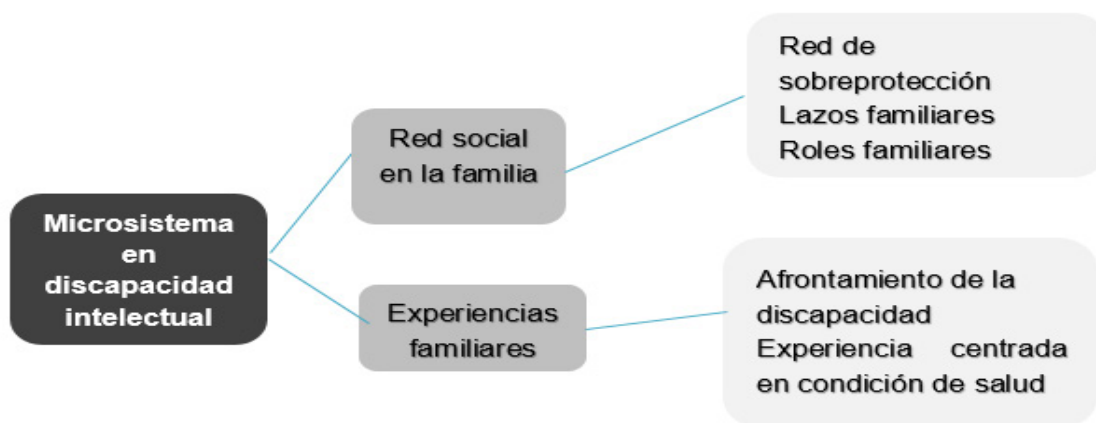 Microsistema
en
discapacidad
intelectual
Red social
en la familia
Red de
sobreprotección
Lazos familiares
Roles familiares
Experiencias
familiares
Afrontamiento de la
discapacidad
Experiencia centrada
en condición de salud